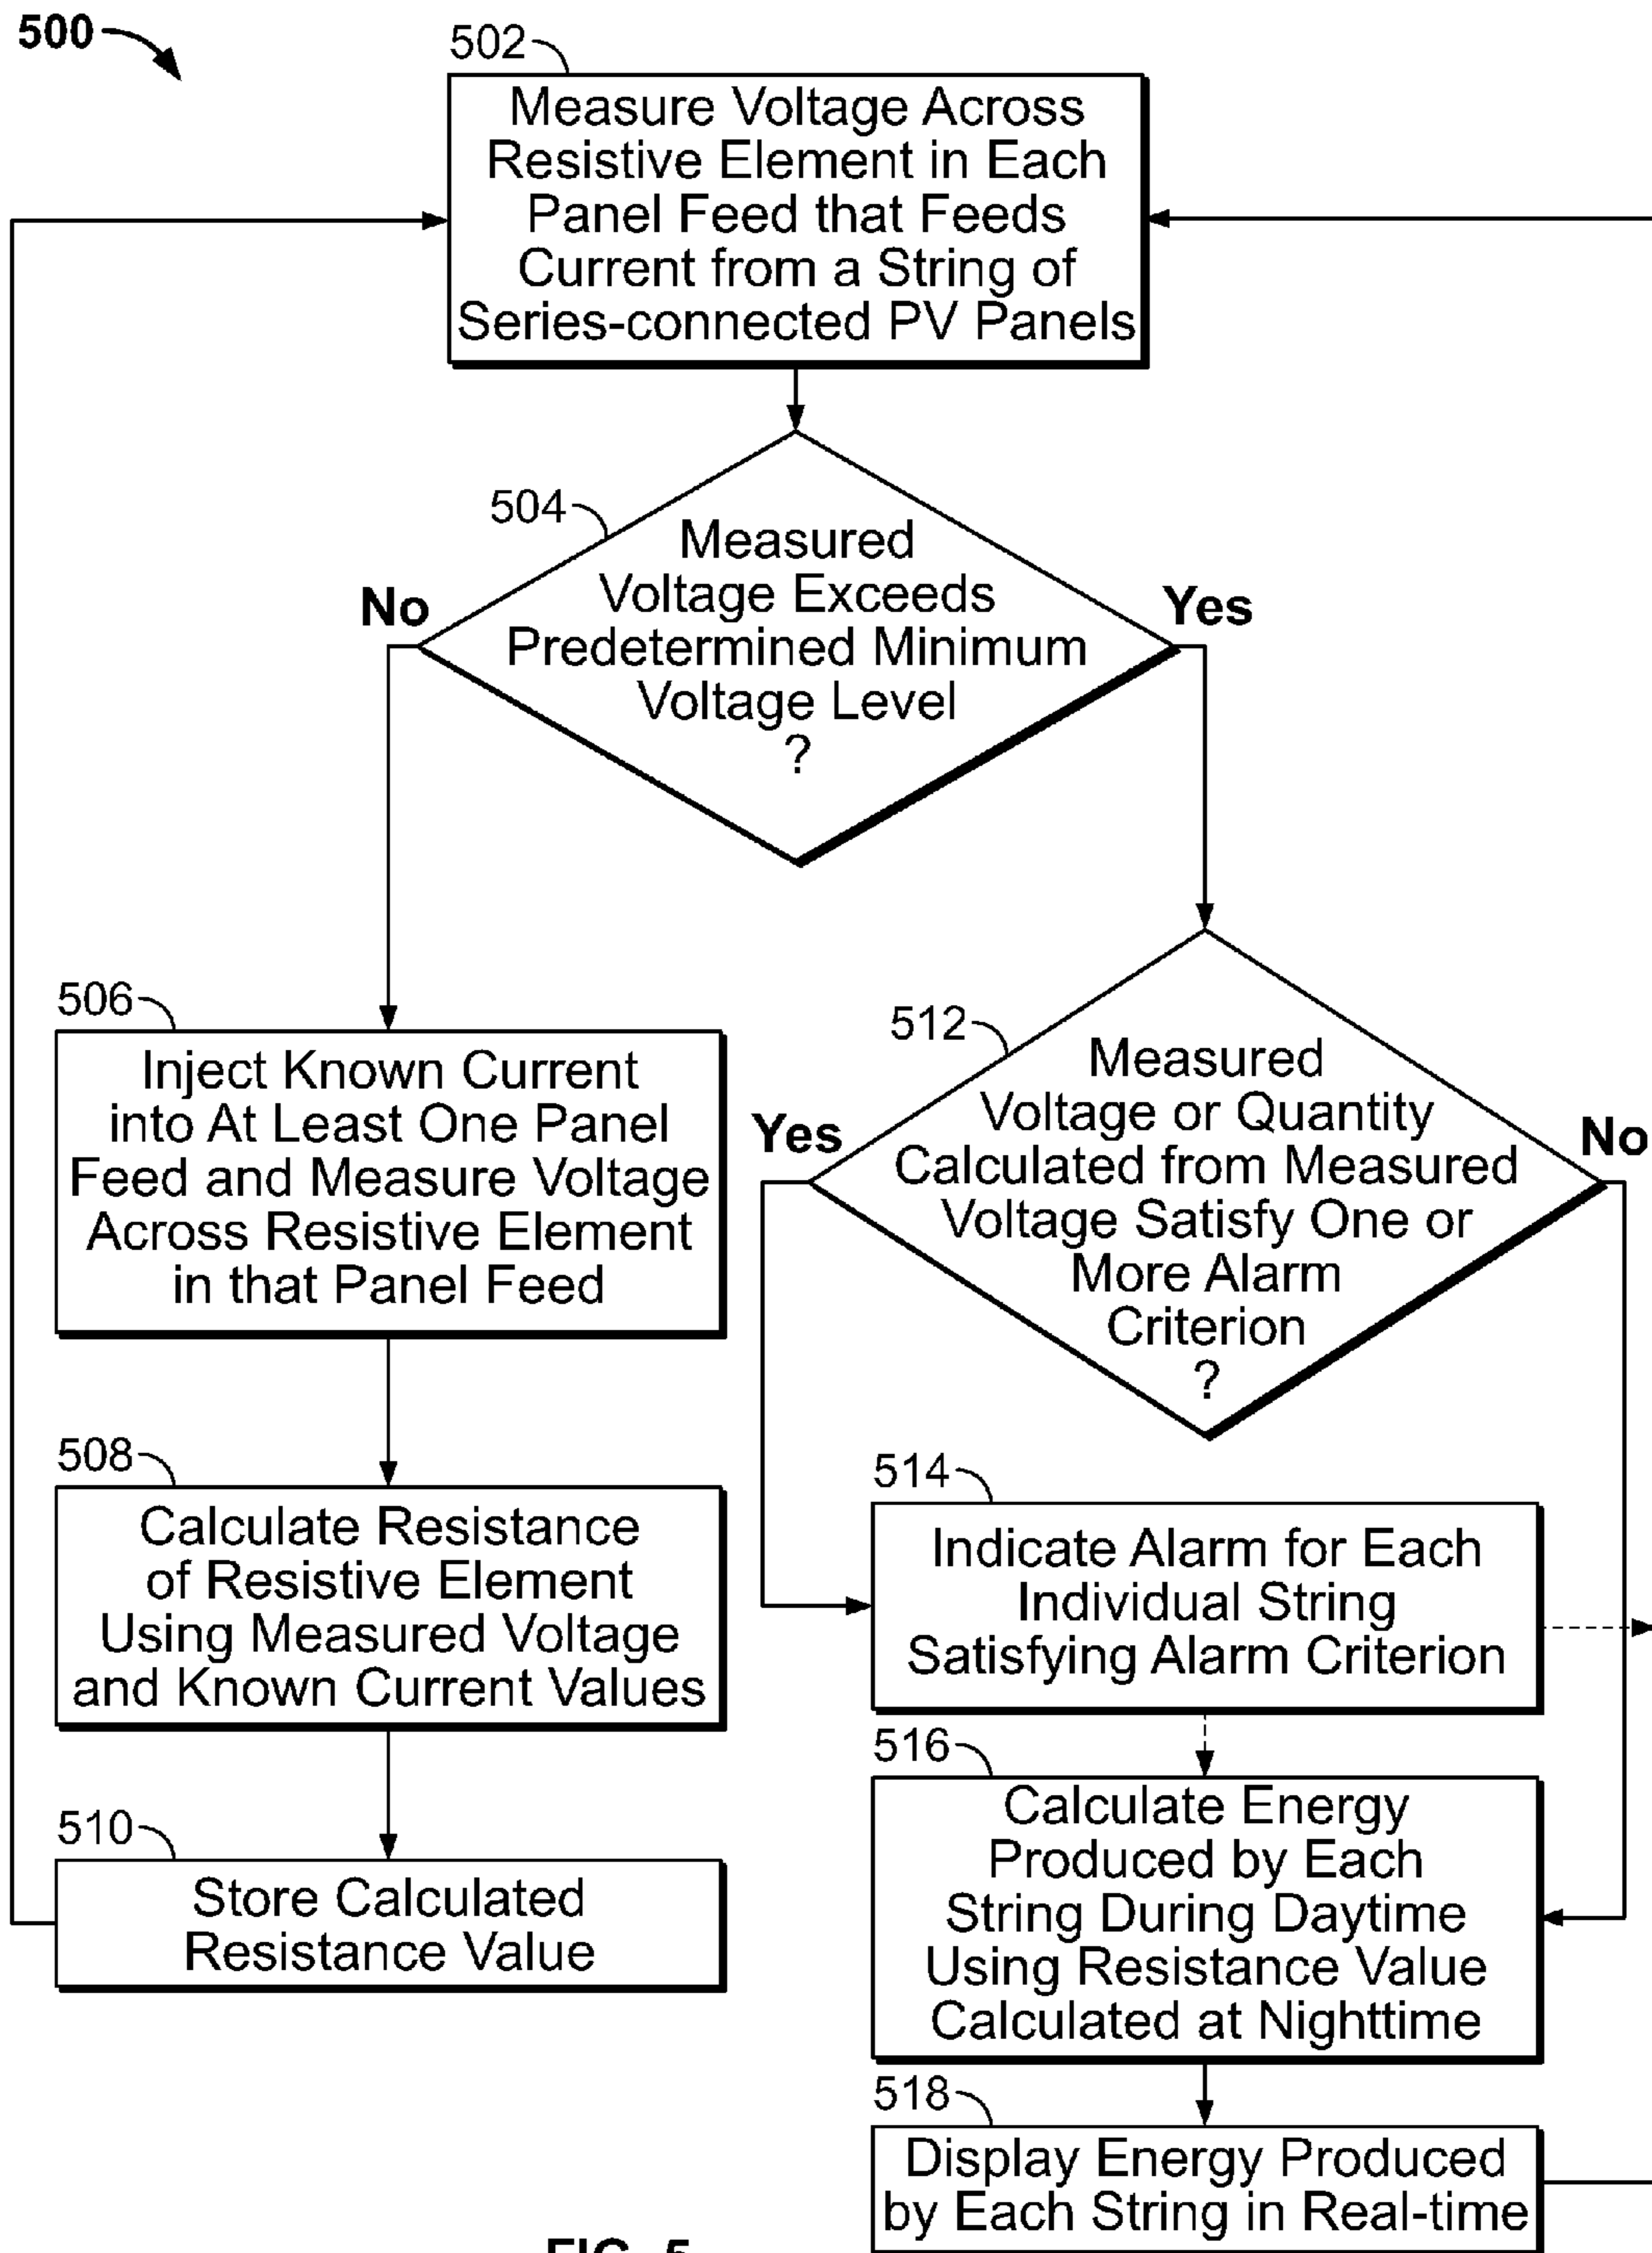 500
502
Measure Voltage Across
Resistive Element in Each
Panel Feed that Feeds
Current from a String of
Series-connected PV Panels
504
Measured
Voltage Exceeds
Predetermined Minimum
Voltage Level
?
No
Yes
506
Inject Known Current
into At Least One Panel
Feed and Measure Voltage
Across Resistive Element
in that Panel Feed
508
Calculate Resistance
of Resistive Element
Using Measured Voltage
and Known Current Values
510
Store Calculated
Resistance Value
512
Measured
Voltage or Quantity
Calculated from Measured
Voltage Satisfy One or
More Alarm
Criterion
?
Yes
No
514
Indicate Alarm for Each
Individual String
Satisfying Alarm Criterion
516
Calculate Energy
Produced by Each
String During Daytime
Using Resistance Value
Calculated at Nighttime
518
Display Energy Produced
by Each String in Real-time
FIG. 5